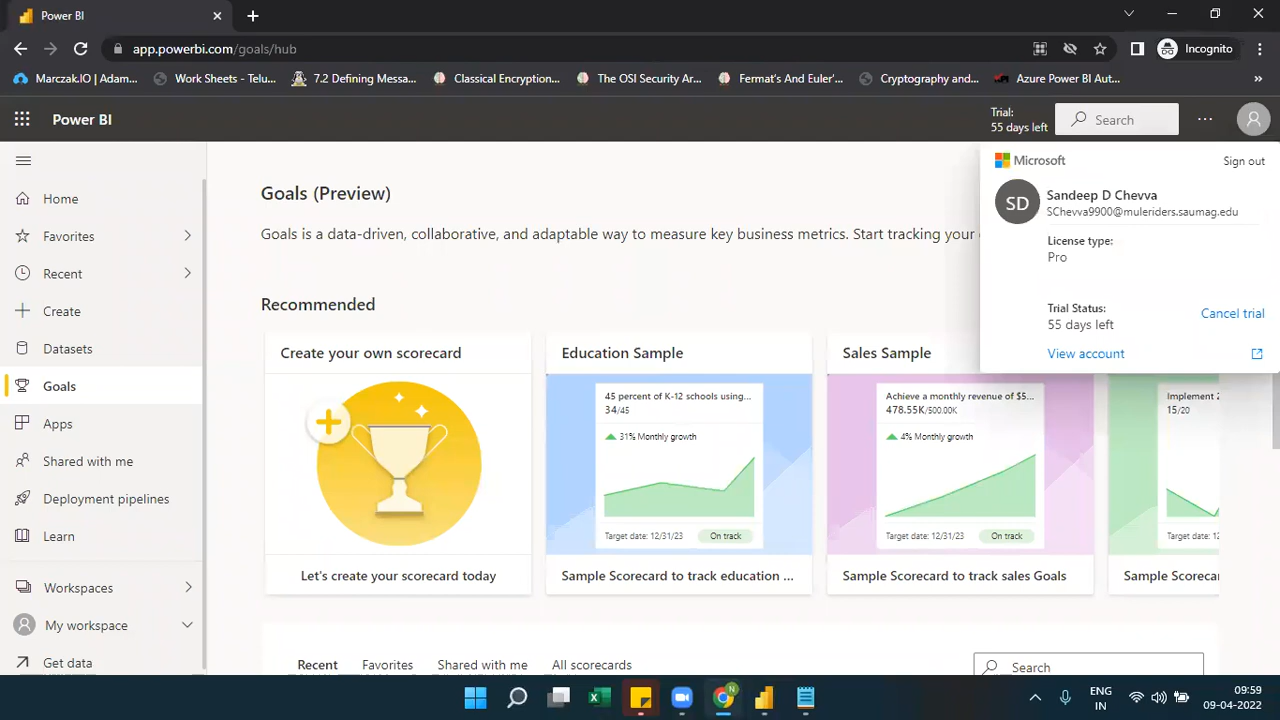 Power BI
app.powerbi.com/goals/hub
Incognito
Marczak.IO | Adam...
Work Sheets - Telu...
7.2 Defining Messa...
Classical Encryption...
The OSI Security Ar...
Fermat's And Euler'...
Cryptography and...
Azure Power BI Aut...
Power BI
Trial:
55 days left
Search
Microsoft
Sign out
SD
Sandeep D Chevva
SChevva9900@muleriders.saumag.edu
License type:
Pro
Trial Status:
55 days left
Cancel trial
View account
Home
Favorites
Recent
Create
Datasets
Goals
Apps
Shared with me
Deployment pipelines
Learn
Workspaces
My workspace
Get data
Goals (Preview)
Goals is a data-driven, collaborative, and adaptable way to measure key business metrics. Start tracking your
Recommended
Create your own scorecard
Let's create your scorecard today
Education Sample
45 percent of K-12 schools using...
34/45
31% Monthly growth
Target date: 12/31/23
On track
Sample Scorecard to track education ...
Sales Sample
Achieve a monthly revenue of $5...
478.55K/500.00K
4% Monthly growth
Target date: 12/31/23
On track
Sample Scorecard to track sales Goals
Implement 2
15/20
Target date: 12/31/23
Sample Scorecar
Recent
Favorites
Shared with me
All scorecards
Search
N
ENG
IN
09:59
09-04-2022